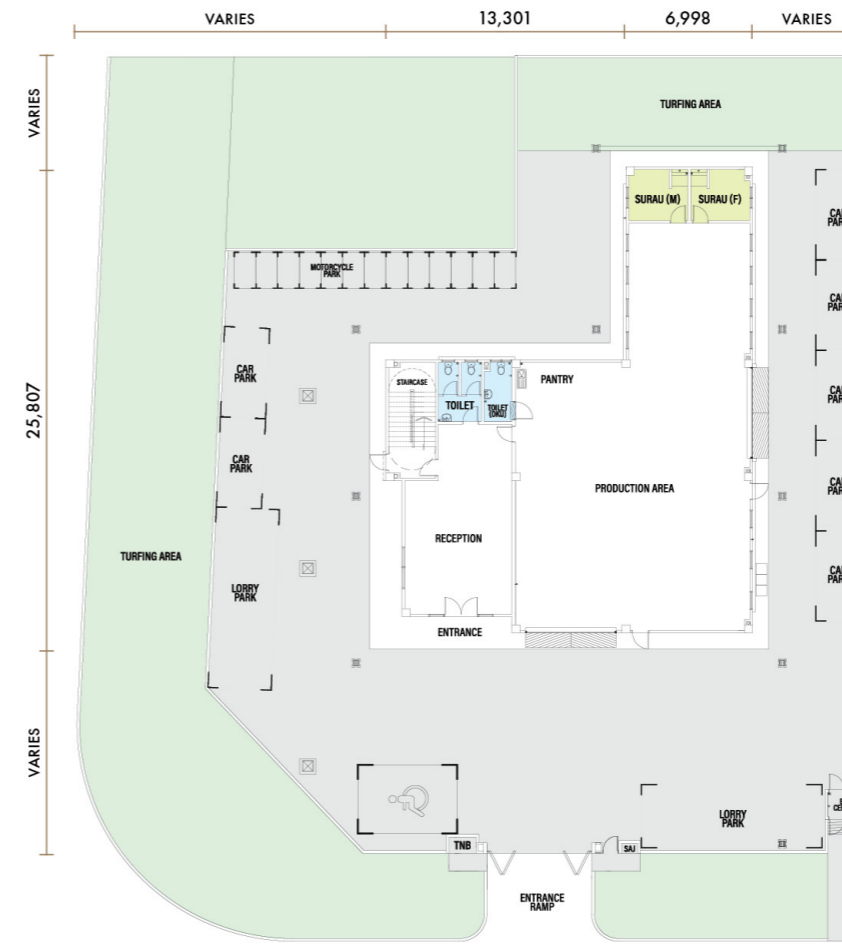 VARIES
13,301
6,998
VARIES
VARIES
TURFING AREA
SURAU (M)
SURAU (F)
MOTORCYCLE
PARK
CAR
PARK
STAIRCASE
TOILET
TOILET
(OKU)
PANTRY
25,807
CAR
PARK
PRODUCTION AREA
RECEPTION
TURFING AREA
LORRY
PARK
ENTRANCE
VARIES
LORRY
PARK
TNB
SAJ
ENTRANCE
RAMP